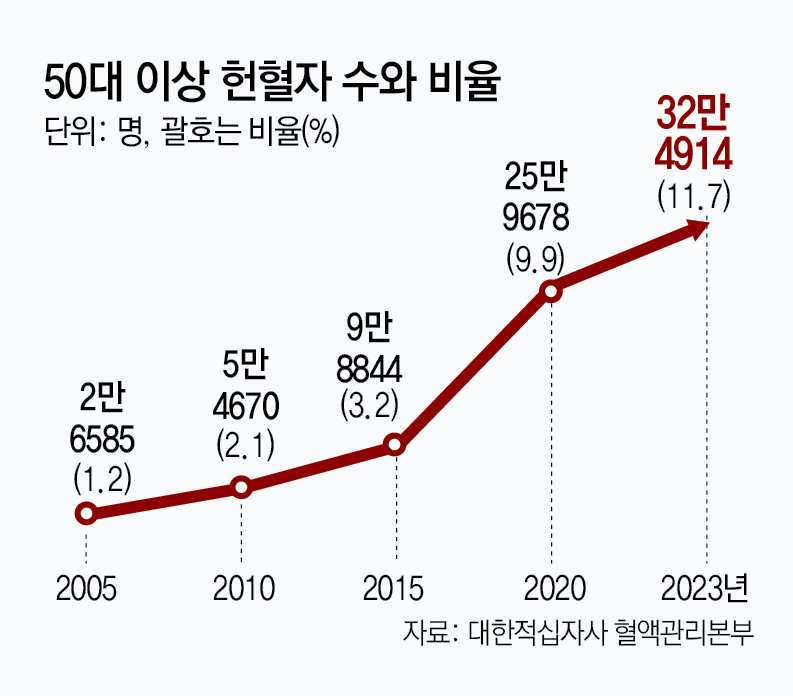 50대 이상 헌혈자 수와 비율
단위: 명, 괄호는 비율(%)
2만
6585
(1.2)
5만
4670
(2.1)
9만
8844
(3.2)
25만
9678
(9.9)
32만
4914
(11.7)
2005
2010
2015
2020
2023년
자료: 대한적십자사 혈액관리본부